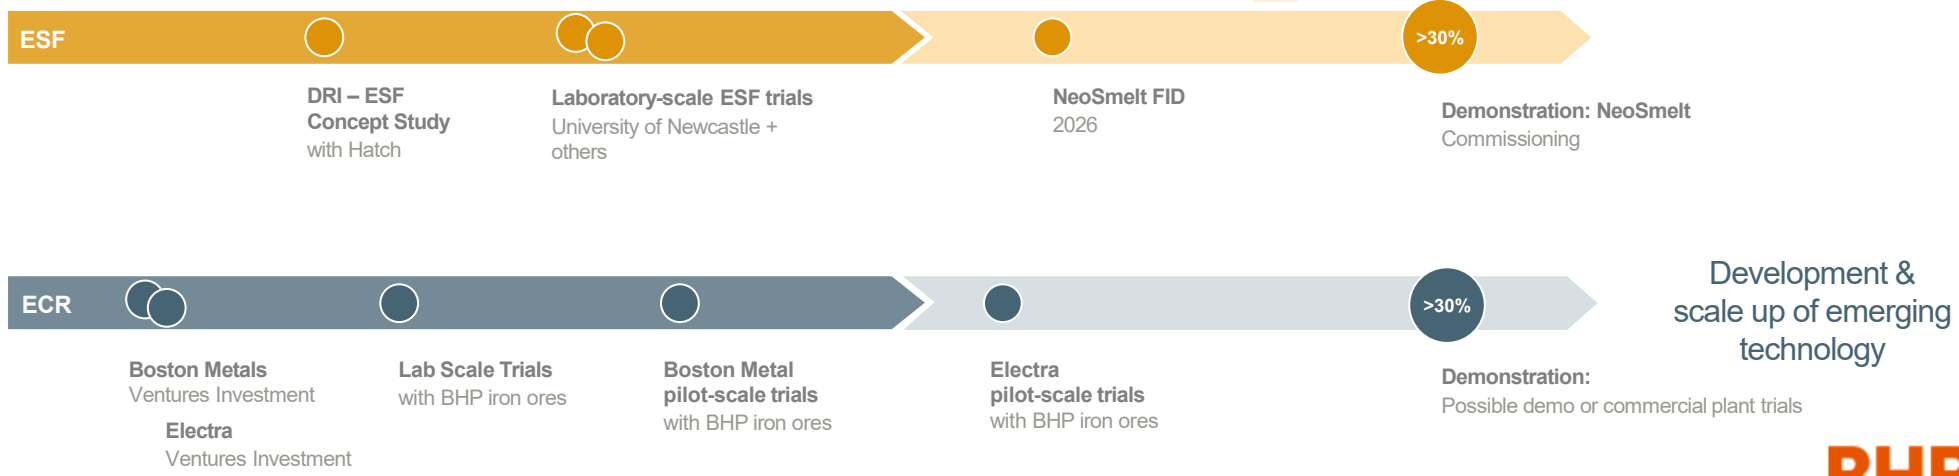 ESF
>30%
DRI – ESF
Concept Study
with Hatch
Laboratory-scale ESF trials
University of Newcastle +
others
NeoSmelt FID
2026
Demonstration: NeoSmelt
Commissioning
ECR
>30%
Boston Metals
Ventures Investment
Electra
Ventures Investment
Lab Scale Trials
with BHP iron ores
Boston Metal
pilot-scale trials
with BHP iron ores
Electra
pilot-scale trials
with BHP iron ores
Demonstration:
Possible demo or commercial plant trials
Development &
scale up of emerging
technology
BHP